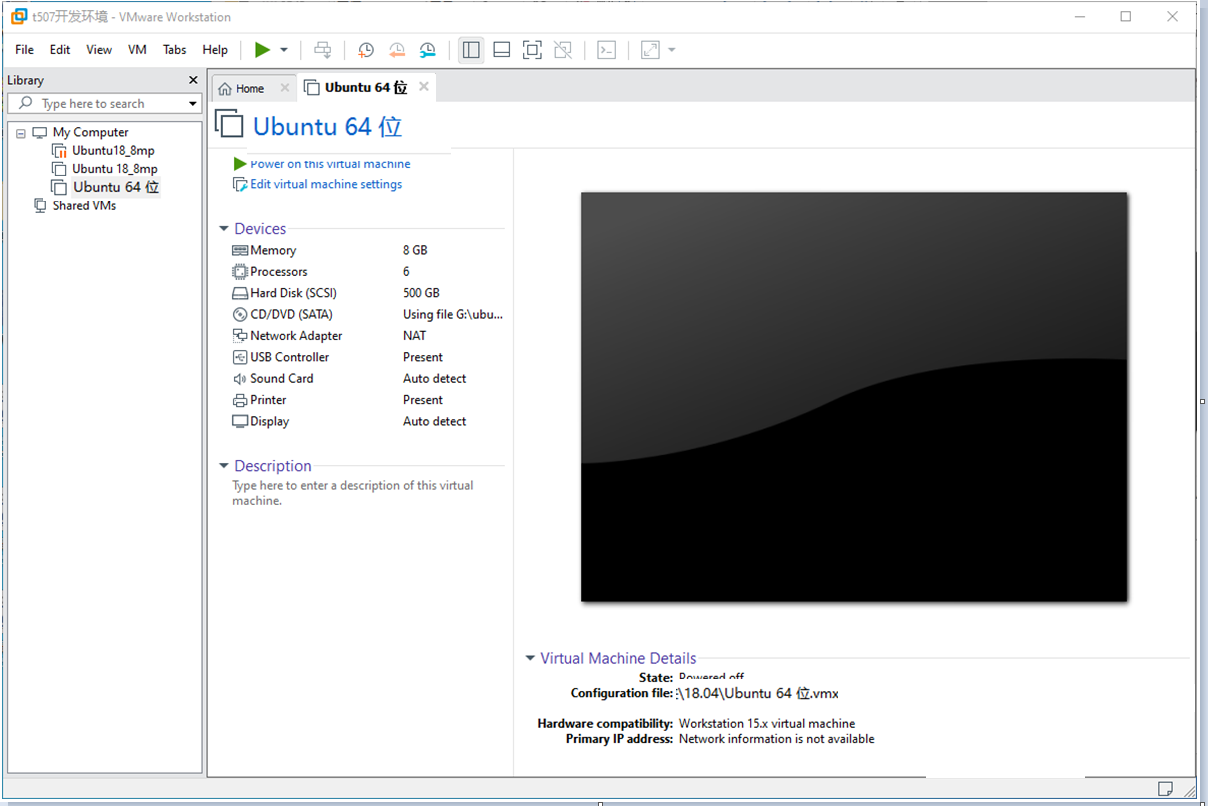 t507开发环境 - VMware Workstation
File Edit View VM Tabs Help
Library
Type here to search
My Computer
Ubuntu18_8mp
Ubuntu 18_8mp
Ubuntu 64 位
Shared VMs
Home
Ubuntu 64 位
Ubuntu 64 位
Power on this virtual machine
Edit virtual machine settings
Devices
Memory 8 GB
Processors 6
Hard Disk (SCSI) 500 GB
CD/DVD (SATA) Using file G:\ubu...
Network Adapter NAT
USB Controller Present
Sound Card Auto detect
Printer Present
Display Auto detect
Description
Type here to enter a description of this virtual
machine.
Virtual Machine Details
State: Powered off
Configuration file: :\18.04\Ubuntu 64 位.vmx
Hardware compatibility: Workstation 15.x virtual machine
Primary IP address: Network information is not available